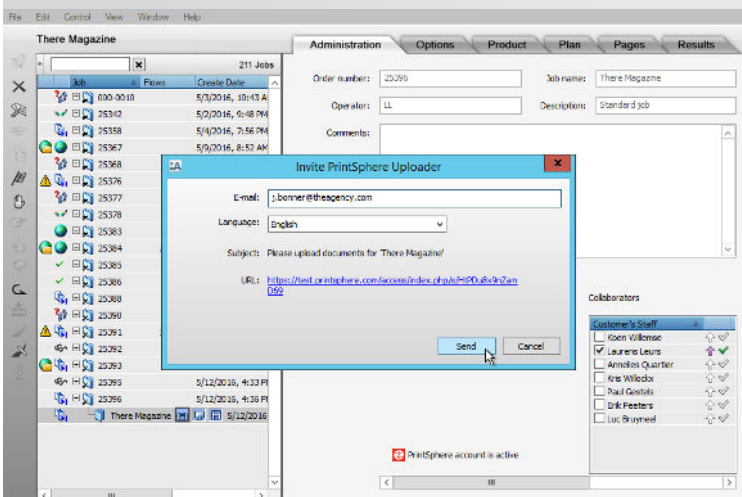 File Edit Control View Window Help
There Magazine
211 Jobs
Job Flows Create Date
000-0010 5/3/2016, 10:43 A
25342 5/2/2016, 9:48 PM
25358 5/4/2016, 7:56 PM
25367 5/9/2016, 8:52 AM
25368
25376
25377
25378
25383
25384
25385
25386
25388
25390
25391
25392
25393
25395 5/12/2016, 4:33 P
25396 5/12/2016, 4:36 P
There Magazine 5/12/2016
Administration Options Product Plan Pages Results
Order number: 25396 Job name: There Magazine
Operator: LL Description: Standard job
Comments:
Invite PrintSphere Uploader
E-mail: j.bonner@theagency.com
Language: English
Subject: Please upload documents for 'There Magazine'
URL: https://test.printsphere.com/access/index.php/s/
Send Cancel
Collaborators
Customer's Staff
Koen Willemse
Laurens Leurs
Annelies Quartier
Kris Willockx
Paul Gestels
Erik Peeters
Luc Bruyneel
PrintSphere account is active